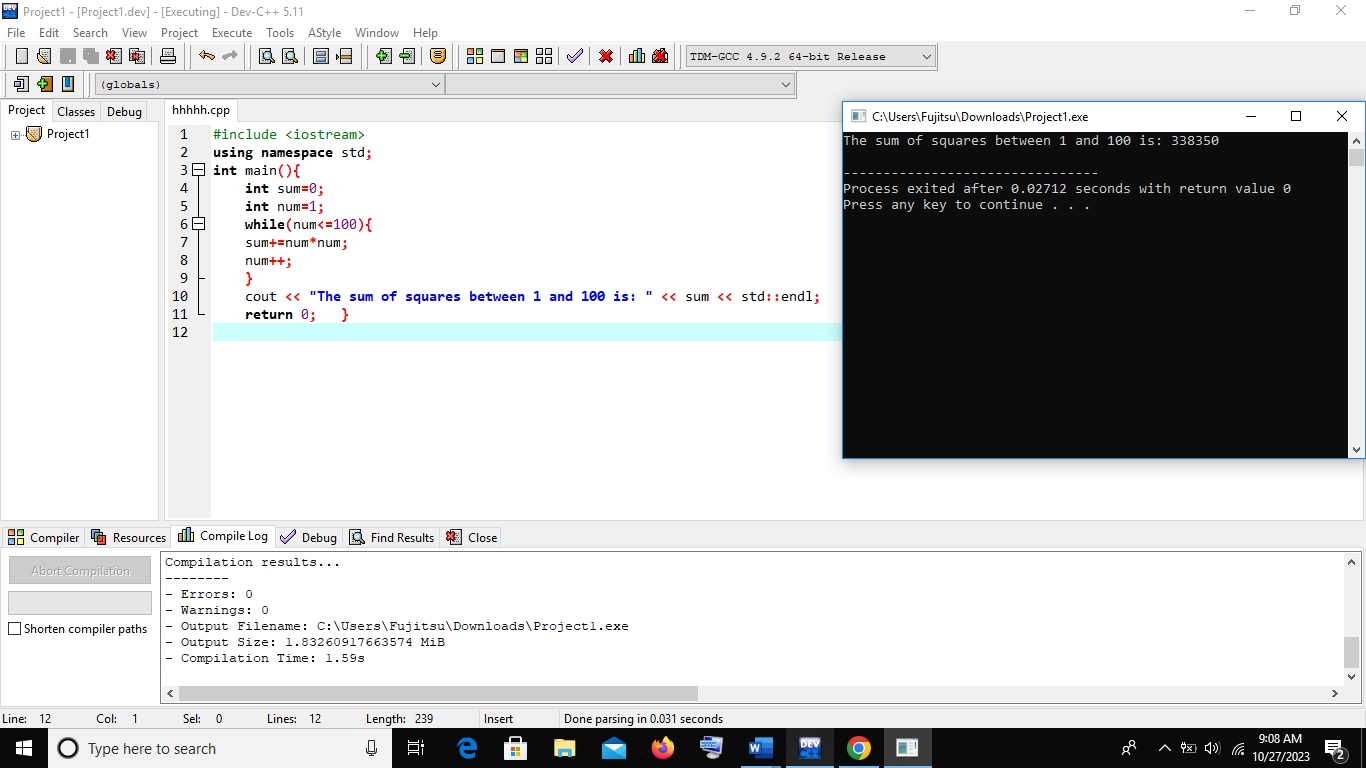 Project1 - [Project1.dev] - [Executing] - Dev-C++ 5.11
File Edit Search View Project Execute Tools AStyle Window Help
TDM-GCC 4.9.2 64-bit Release
(globals)
Project Classes Debug
hhhhh.cpp
Project1
1 #include <iostream>
2 using namespace std;
3 int main(){
4 int sum=0;
5 int num=1;
6 while(num<=100){
7 sum+=num*num;
8 num++;
9 }
10 cout << "The sum of squares between 1 and 100 is: " << sum << std::endl;
11 return 0; }
12
C:\Users\Fujitsu\Downloads\Project1.exe
The sum of squares between 1 and 100 is: 338350
--------------------------------
Process exited after 0.02712 seconds with return value 0
Press any key to continue . . .
Compiler Resources Compile Log Debug Find Results Close
Abort Compilation
Shorten compiler paths
Compilation results...
--------
- Errors: 0
- Warnings: 0
- Output Filename: C:\Users\Fujitsu\Downloads\Project1.exe
- Output Size: 1.83260917663574 MiB
- Compilation Time: 1.59s
Line: 12 Col: 1 Sel: 0 Lines: 12 Length: 239 Insert Done parsing in 0.031 seconds
Type here to search
DEV
9:08 AM
10/27/2023
2